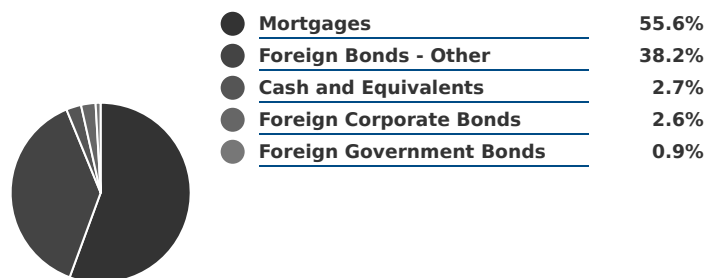 Mortgages 55.6%
Foreign Bonds - Other 38.2%
Cash and Equivalents 2.7%
Foreign Corporate Bonds 2.6%
Foreign Government Bonds 0.9%